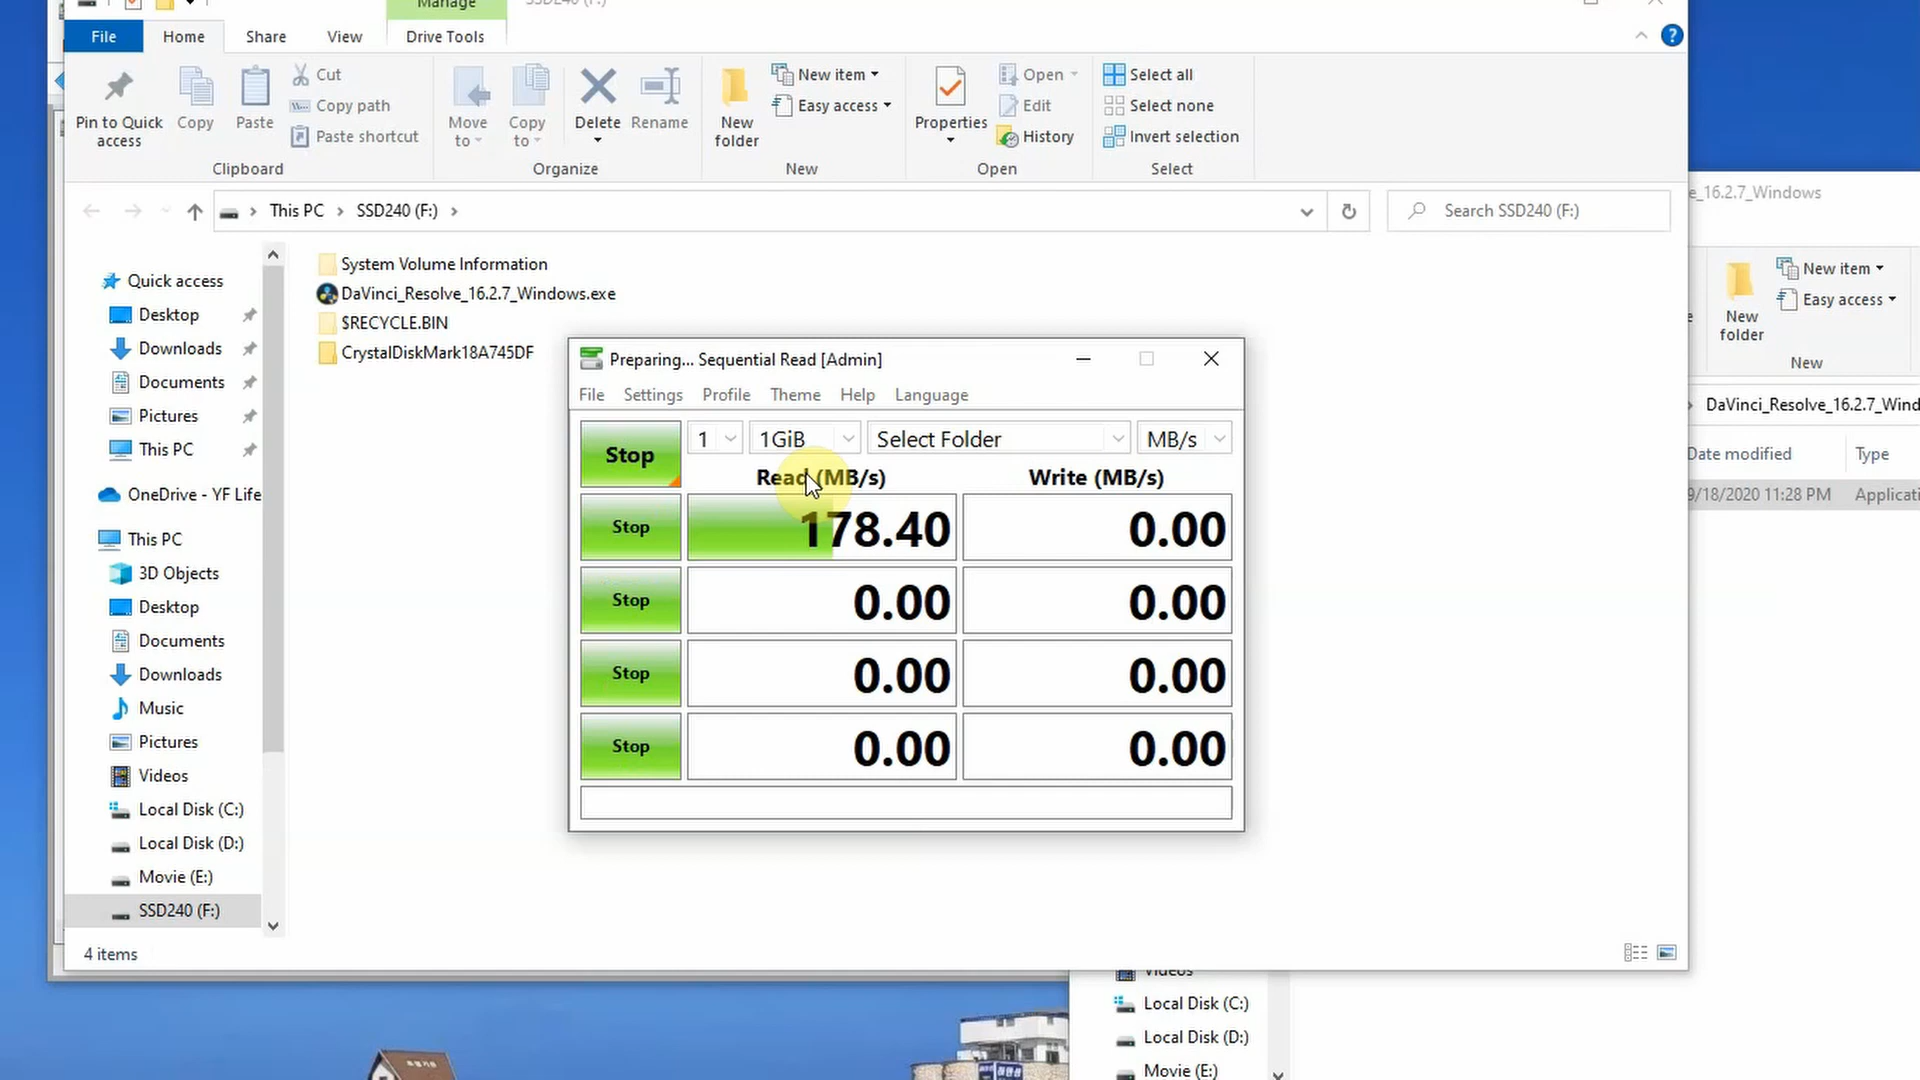 Manage
SSD240 (F:)
File
Home
Share
View
Drive Tools
?
Pin to Quick access
Copy
Paste
Cut
Copy path
Paste shortcut
Clipboard
Move to
Copy to
Delete
Rename
Organize
New folder
New item
Easy access
New
Properties
Open
Edit
History
Open
Select all
Select none
Invert selection
Select
This PC
SSD240 (F:)
Search SSD240 (F:)
Quick access
Desktop
Downloads
Documents
Pictures
This PC
OneDrive - YF Life
This PC
3D Objects
Desktop
Documents
Downloads
Music
Pictures
Videos
Local Disk (C:)
Local Disk (D:)
Movie (E:)
SSD240 (F:)
4 items
System Volume Information
DaVinci_Resolve_16.2.7_Windows.exe
$RECYCLE.BIN
CrystalDiskMark18A745DF
Preparing... Sequential Read [Admin]
File Settings Profile Theme Help Language
Stop 1 1GiB Select Folder MB/s
Read (MB/s) Write (MB/s)
Stop 178.40 0.00
Stop 0.00 0.00
Stop 0.00 0.00
Stop 0.00 0.00
e_16.2.7_Windows
New folder
New item
Easy access
New
DaVinci_Resolve_16.2.7_Wind
Date modified Type
9/18/2020 11:28 PM Applicati
Videos
Local Disk (C:)
Local Disk (D:)
Movie (E:)